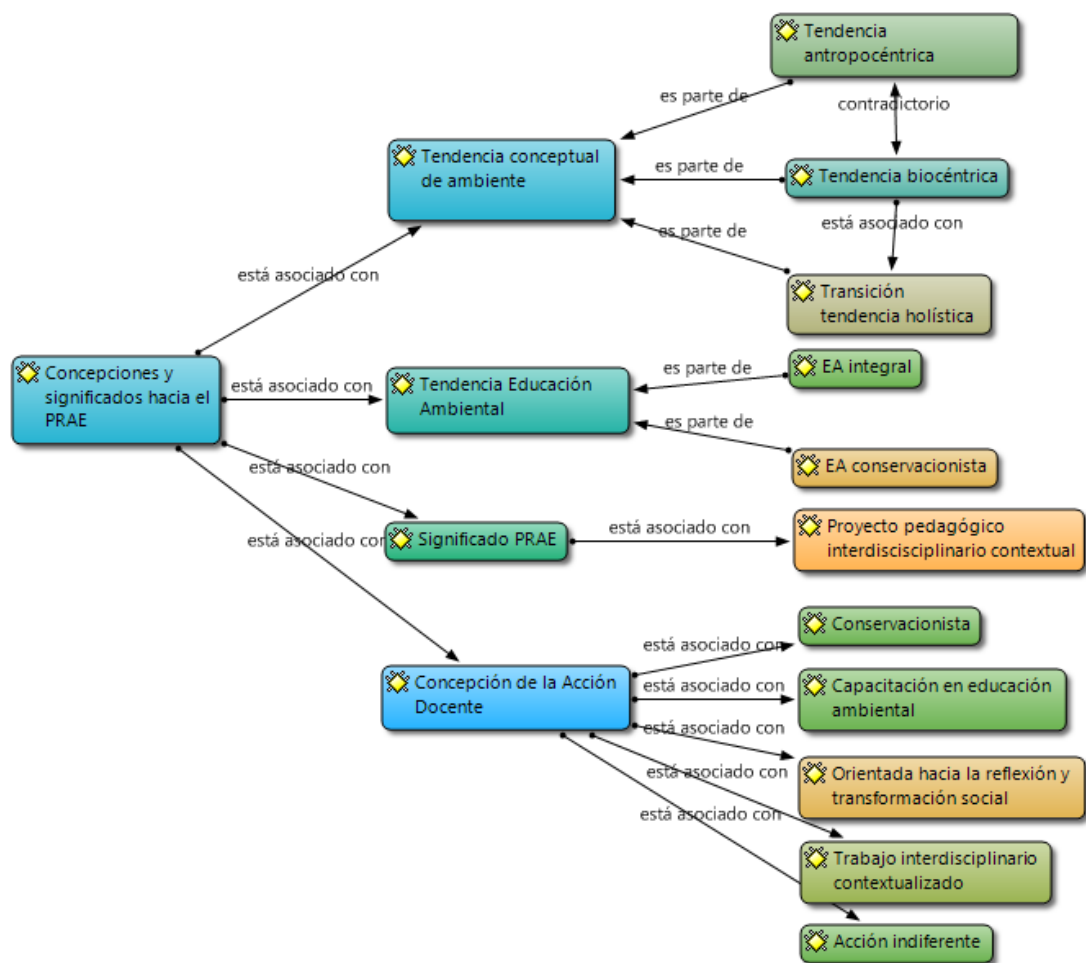 Tendencia
antropocéntrica
es parte de
contradictorio
Tendencia conceptual
de ambiente
es parte de
Tendencia biocéntrica
está asociado con
es parte de
está asociado con
Transición
tendencia holística
Concepciones y
significados hacia el
PRAE
está asociado con
Tendencia Educación
Ambiental
es parte de
EA integral
es parte de
EA conservacionista
está asociado con
Significado PRAE
está asociado con
Proyecto pedagógico
interdiscisciplinario contextual
está asociado con
Conservacionista
está asociado con
Concepción de la Acción
Docente
está asociado con
Capacitación en educación
ambiental
está asociado con
Orientada hacia la reflexión y
transformación social
está asociado con
está asociado con
Trabajo interdisciplinario
contextualizado
Acción indiferente